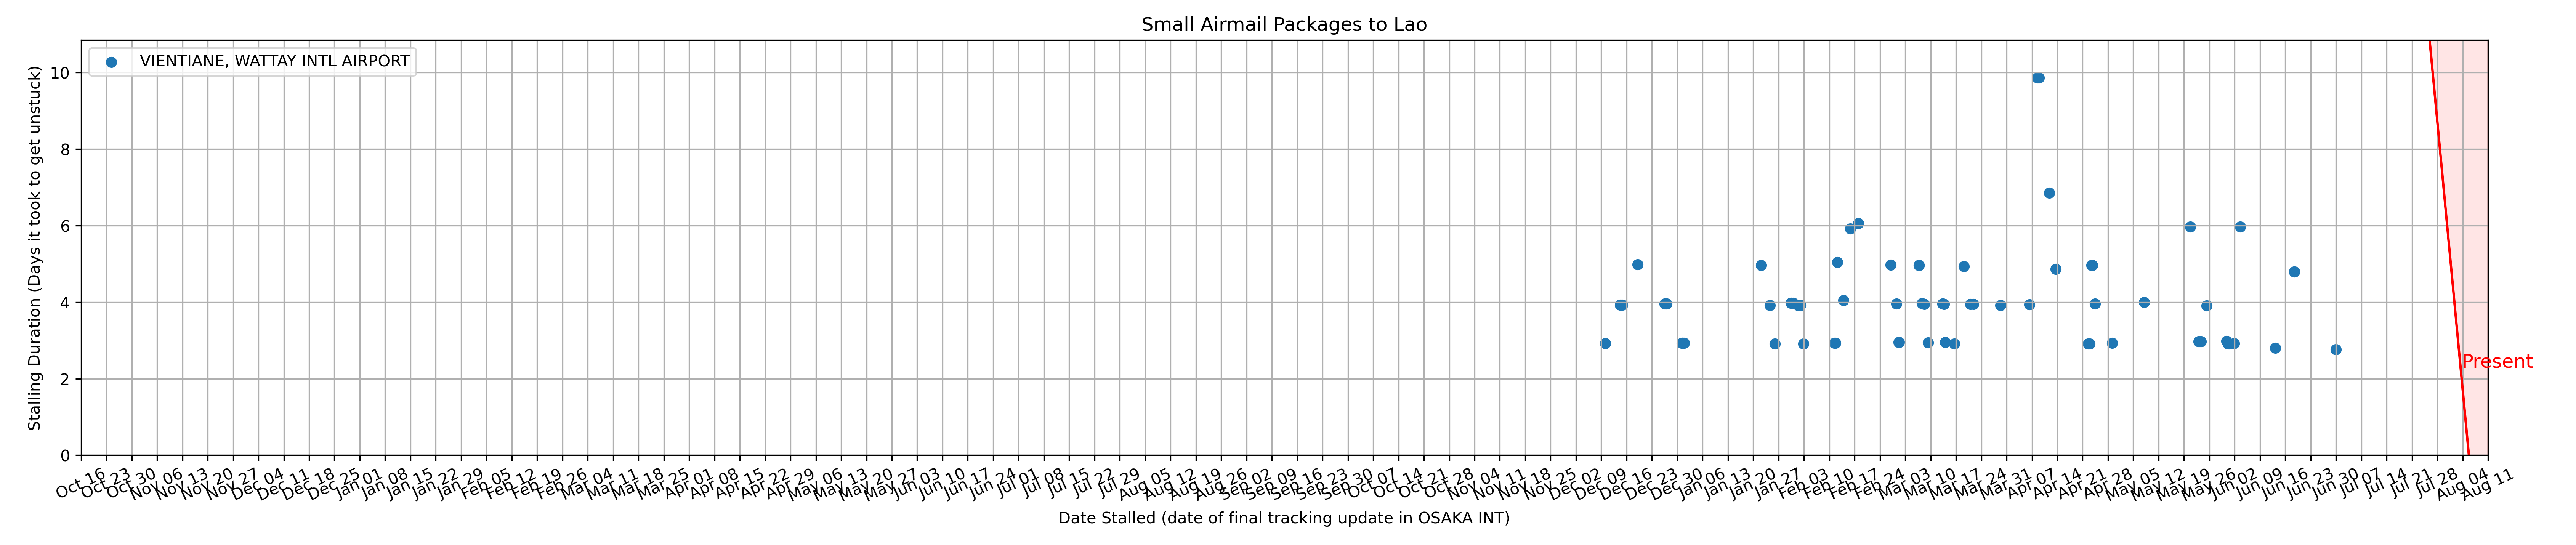 Small Airmail Packages to Lao
VIENTIANE, WATTAY INTL AIRPORT
Stalling Duration (Days it took to get unstuck)
10
8
6
4
2
0
Present
Oct 16
Oct 23
Oct 30
Nov 06
Nov 13
Nov 20
Nov 27
Dec 04
Dec 11
Dec 18
Dec 25
Jan 01
Jan 08
Jan 15
Jan 22
Jan 29
Feb 05
Feb 12
Feb 19
Feb 26
Mar 04
Mar 11
Mar 18
Mar 25
Apr 01
Apr 08
Apr 15
Apr 22
Apr 29
May 06
May 13
May 20
May 27
Jun 03
Jun 10
Jun 17
Jun 24
Jul 01
Jul 08
Jul 15
Jul 22
Jul 29
Aug 05
Aug 12
Aug 19
Aug 26
Sep 02
Sep 09
Sep 16
Sep 23
Sep 30
Oct 07
Oct 14
Oct 21
Oct 28
Nov 04
Nov 11
Nov 18
Nov 25
Dec 02
Dec 09
Dec 16
Dec 23
Dec 30
Jan 06
Jan 13
Jan 20
Jan 27
Feb 03
Feb 10
Feb 17
Feb 24
Mar 03
Mar 10
Mar 17
Mar 24
Mar 31
Apr 07
Apr 14
Apr 21
Apr 28
May 05
May 12
May 19
May 26
Jun 02
Jun 09
Jun 16
Jun 23
Jun 30
Jul 07
Jul 14
Jul 21
Jul 28
Aug 04
Aug 11
Date Stalled (date of final tracking update in OSAKA INT)